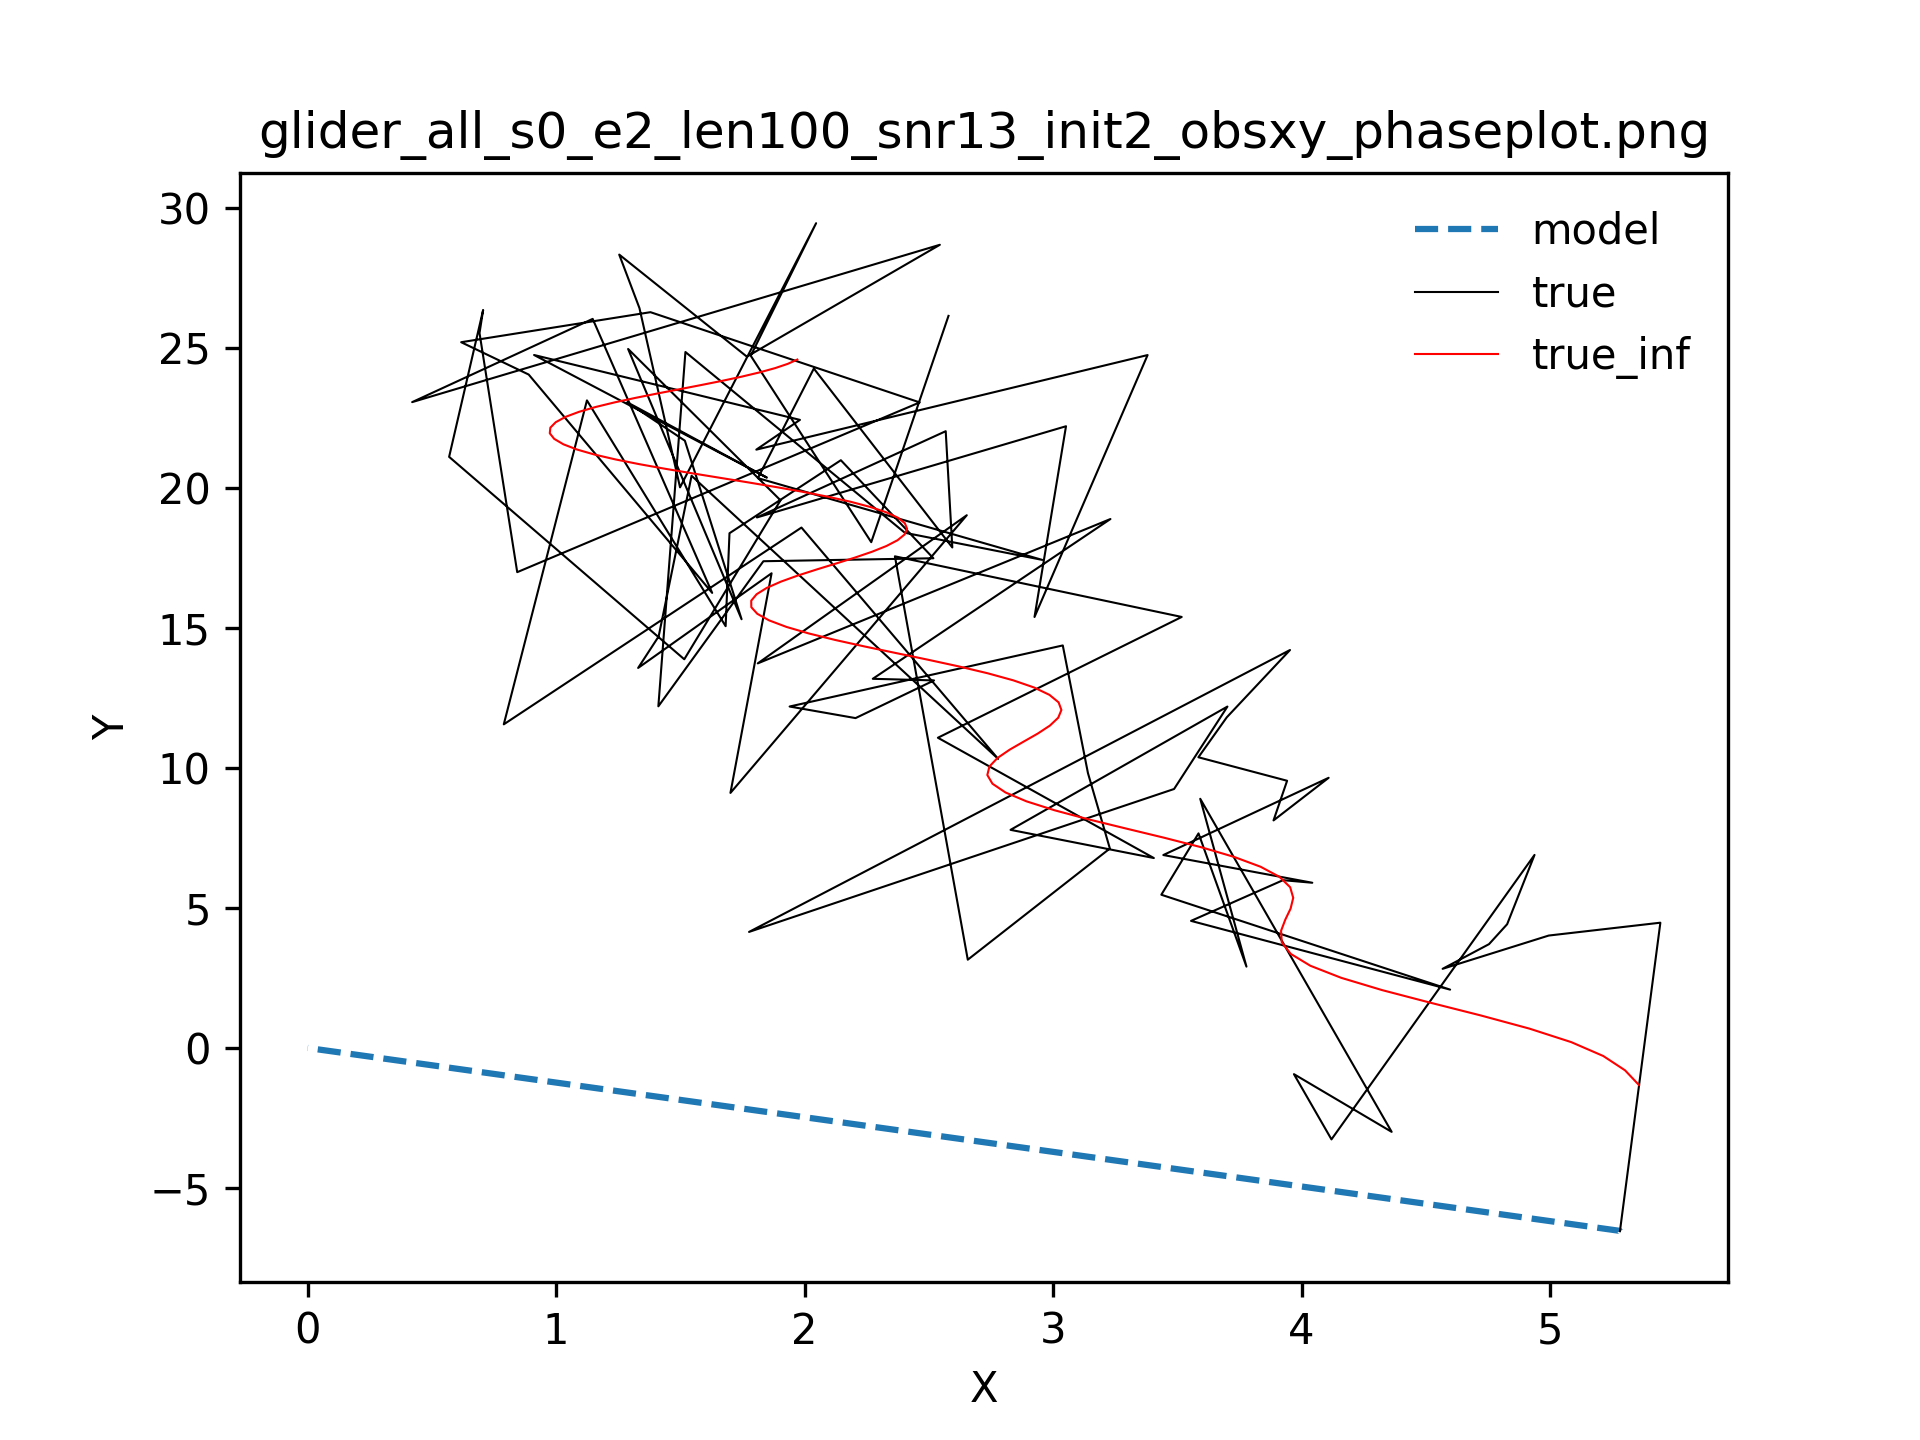 glider_all_s0_e2_len100_snr13_init2_obsxy_phaseplot.png
model
true
true_inf
30
25
20
15
10
5
0
−5
Y
0 1 2 3 4 5
X